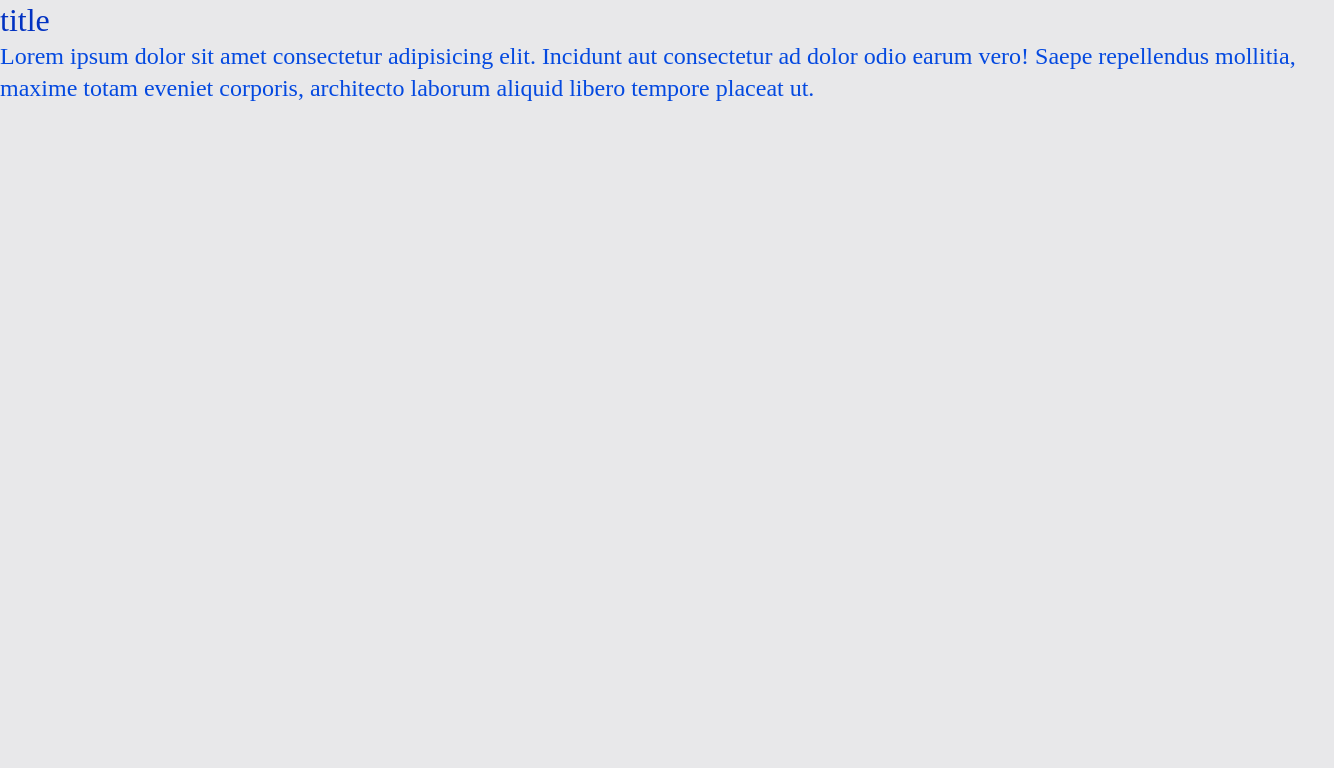 title
Lorem ipsum dolor sit amet consectetur adipisicing elit. Incidunt aut consectetur ad dolor odio earum vero! Saepe repellendus mollitia,
maxime totam eveniet corporis, architecto laborum aliquid libero tempore placeat ut.